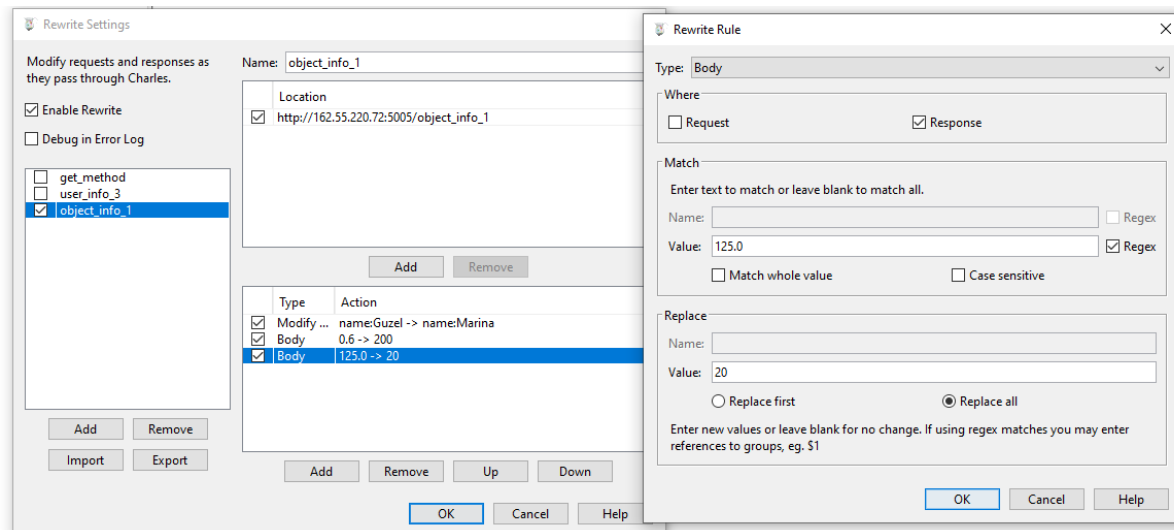 Rewrite Settings
Modify requests and responses as
they pass through Charles.
Enable Rewrite
Debug in Error Log
get_method
user_info_3
object_info_1
Add
Remove
Import
Export
Name:
object_info_1
Location
http://162.55.220.72:5005/object_info_1
Add
Remove
Type
Action
Modify ...
name:Guzel -> name:Marina
Body
0.6 -> 200
Body
125.0 -> 20
Add
Remove
Up
Down
OK
Cancel
Help
Rewrite Rule
Type:
Body
Where
Request
Response
Match
Enter text to match or leave blank to match all.
Name:
Regex
Value:
125.0
Regex
Match whole value
Case sensitive
Replace
Name:
Value:
20
Replace first
Replace all
Enter new values or leave blank for no change. If using regex matches you may enter
references to groups, eg. $1
OK
Cancel
Help